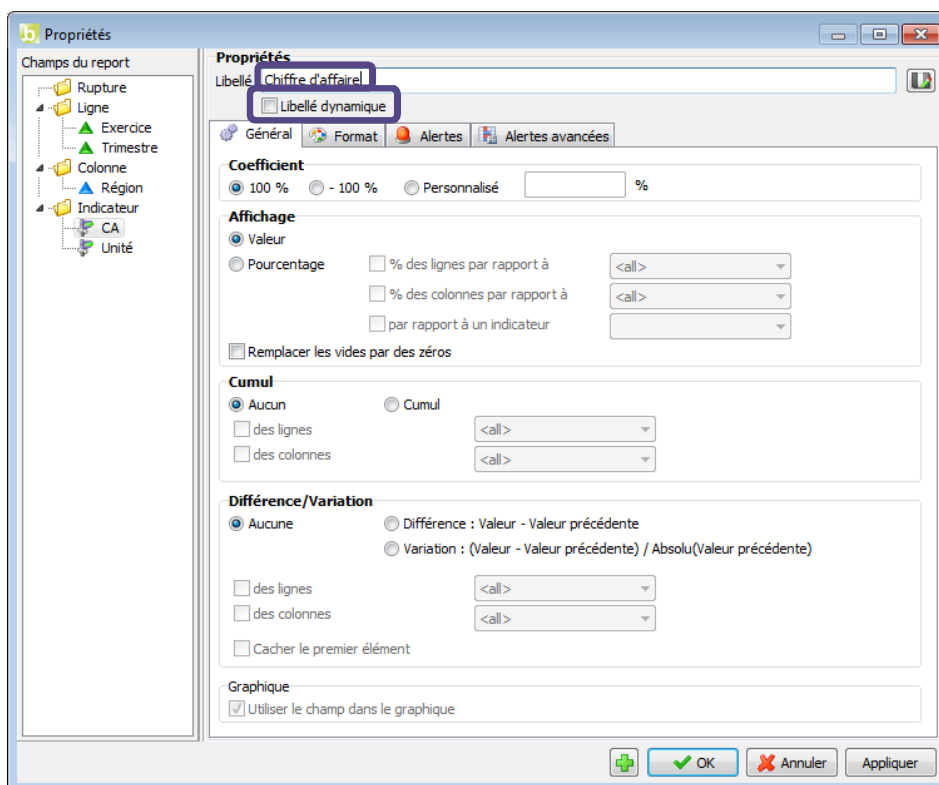 Propriétés
Champs du report
Rupture
Ligne
Exercice
Trimestre
Colonne
Région
Indicateur
CA
Unité
Propriétés
Libellé Chiffre d'affaire
Libellé dynamique
Général Format Alertes Alertes avancées
Coefficient
100 % - 100 % Personnalisé %
Affichage
Valeur
Pourcentage % des lignes par rapport à <all>
% des colonnes par rapport à <all>
par rapport à un indicateur
Remplacer les vides par des zéros
Cumul
Aucun Cumul
des lignes <all>
des colonnes <all>
Différence/Variation
Aucune Différence : Valeur - Valeur précédente
Variation : (Valeur - Valeur précédente) / Absolu(Valeur précédente)
des lignes <all>
des colonnes <all>
Cacher le premier élément
Graphique
Utiliser le champ dans le graphique
OK Annuler Appliquer